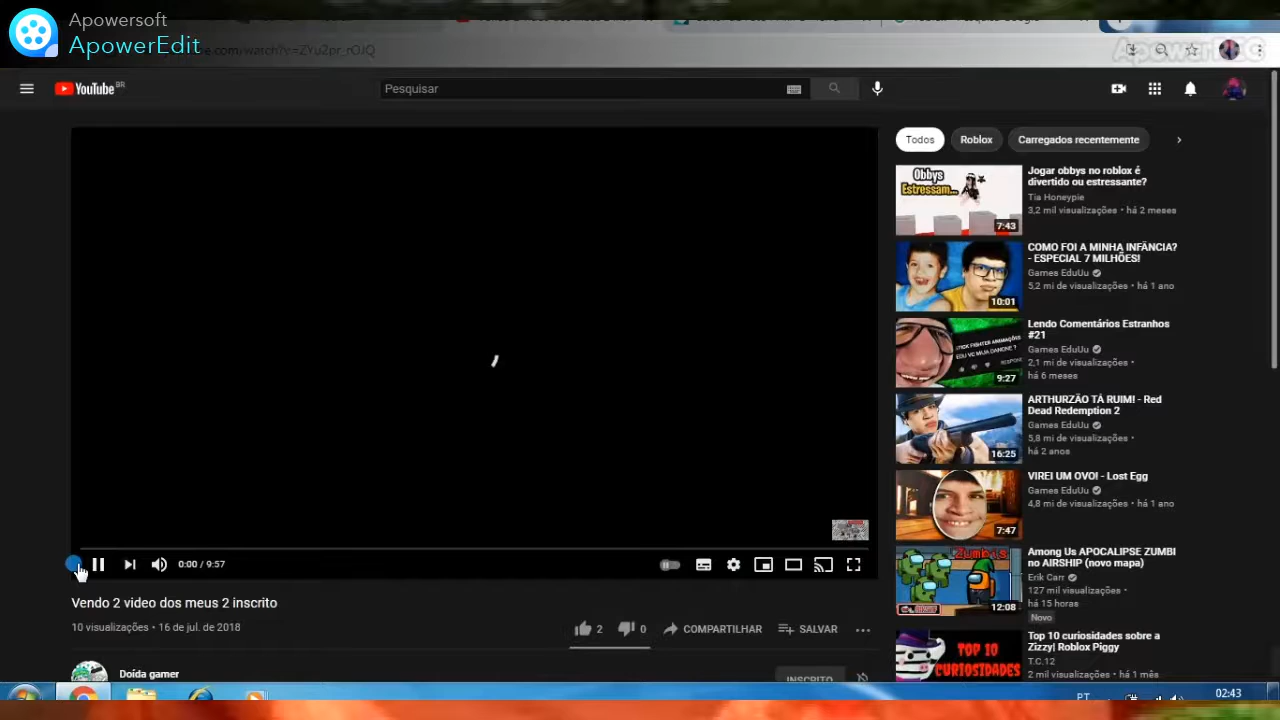 Apowersoft
ApowerEdit
.com/watch?v=ZYu2pr_rOJQ
YouTube BR
Pesquisar
Todos
Roblox
Carregados recentemente
Obbys
Estressam...
7:43
Jogar obbys no roblox é
divertido ou estressante?
Tia Honeypie
3,2 mil visualizações • há 2 meses
10:01
COMO FOI A MINHA INFÂNCIA?
- ESPECIAL 7 MILHÕES!
Games EduUu
5,2 mi de visualizações • há 1 ano
9:27
Lendo Comentários Estranhos
#21
Games EduUu
2,1 mi de visualizações •
há 6 meses
16:25
ARTHURZÃO TÁ RUIM! - Red
Dead Redemption 2
Games EduUu
5,8 mi de visualizações •
há 2 anos
7:47
VIREI UM OVO! - Lost Egg
Games EduUu
4,8 mi de visualizações • há 1 ano
Zumbis
12:08
Among Us APOCALIPSE ZUMBI
no AIRSHIP (novo mapa)
Erik Carr
127 mil visualizações •
há 15 horas
Novo
TOP 10
CURIOSIDADES
Top 10 curiosidades sobre a
Zizzy| Roblox Piggy
T.C.12
2 mil visualizações • há 1 mês
0:00 / 9:57
Vendo 2 video dos meus 2 inscrito
10 visualizações • 16 de jul. de 2018
2
0
COMPARTILHAR
SALVAR
Doida gamer
INSCRITO
PT
02:43